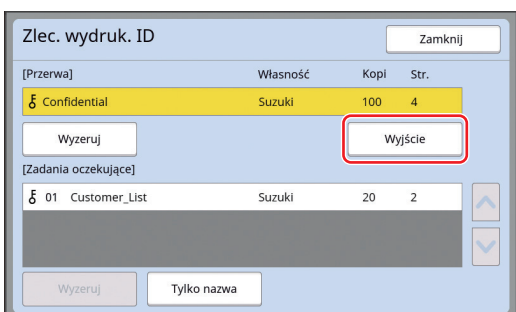 Zlec. wydruk. ID Zamknij
[Przerwa] Własność Kopi Str.
Confidential Suzuki 100 4
Wyzeruj Wyjście
[Zadania oczekujące]
01 Customer_List Suzuki 20 2
Wyzeruj Tylko nazwa